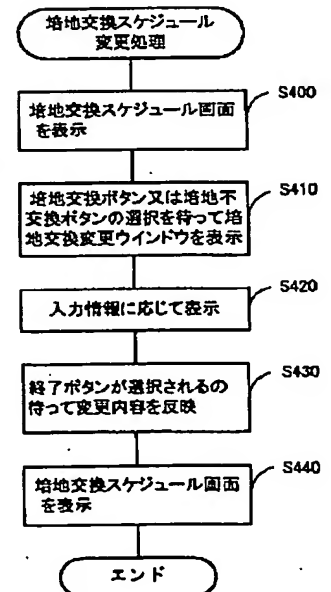 培地交換スケジュール
変更処理
S400
培地交換スケジュール画面
を表示
S410
培地交換ボタン又は培地不
交換ボタンの選択を待って培
地交換変更ウインドウを表示
S420
入力情報に応じて表示
S430
終了ボタンが選択されるの
待って変更内容を反映
S440
培地交換スケジュール画面
を表示
エンド